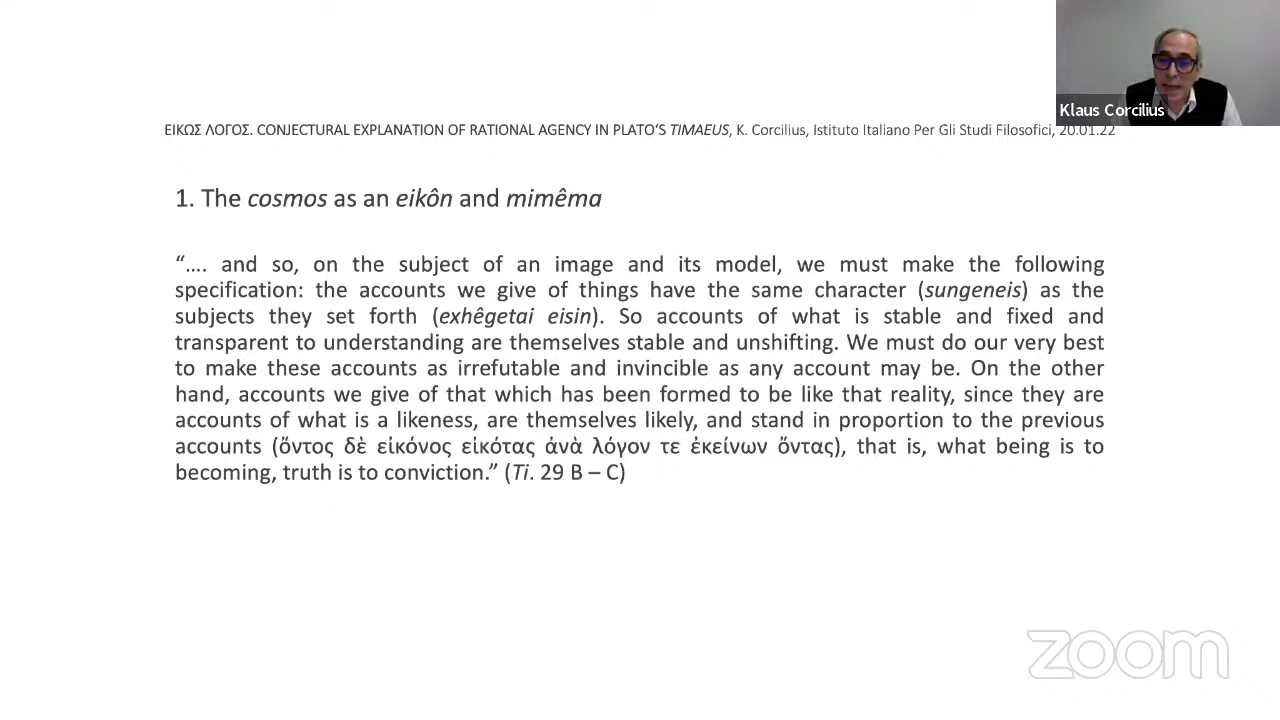 Klaus Corcilius
ΕΙΚΩΣ ΛΟΓΟΣ. CONJECTURAL EXPLANATION OF RATIONAL AGENCY IN PLATO‘S TIMAEUS, K. Corcilius, Istituto Italiano Per Gli Studi Filosofici, 20.01.22
1. The cosmos as an eikôn and mimêma
“…. and so, on the subject of an image and its model, we must make the following
specification: the accounts we give of things have the same character (sungeneis) as the
subjects they set forth (exhêgetai eisin). So accounts of what is stable and fixed and
transparent to understanding are themselves stable and unshifting. We must do our very best
to make these accounts as irrefutable and invincible as any account may be. On the other
hand, accounts we give of that which has been formed to be like that reality, since they are
accounts of what is a likeness, are themselves likely, and stand in proportion to the previous
accounts (ὄντος δὲ εἰκόνος εἰκότας ἀνὰ λόγον τε ἐκείνων ὄντας), that is, what being is to
becoming, truth is to conviction.” (Ti. 29 B – C)
zoom